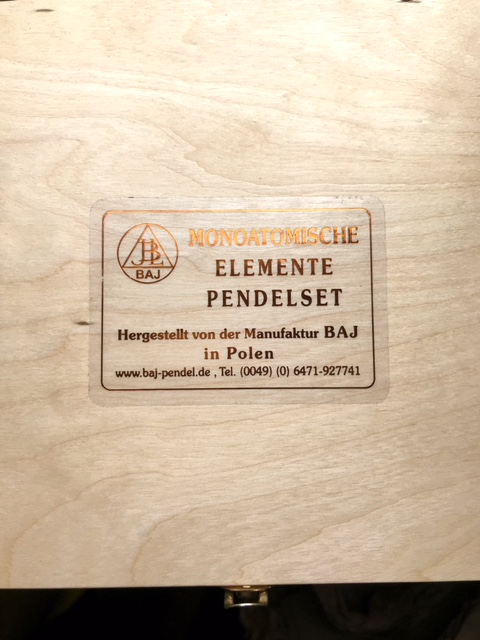 JBL
BAJ
MONOATOMISCHE
ELEMENTE
PENDELSET
Hergestellt von der Manufaktur BAJ
in Polen
www.baj-pendel.de , Tel. (0049) (0) 6471-927741